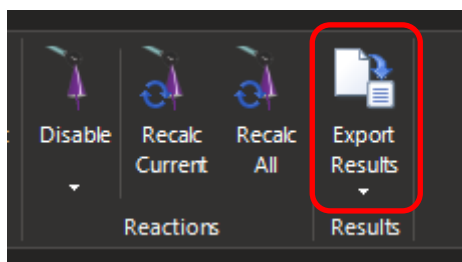 Disable
Recalc
Current
Recalc
All
Export
Results
Reactions
Results